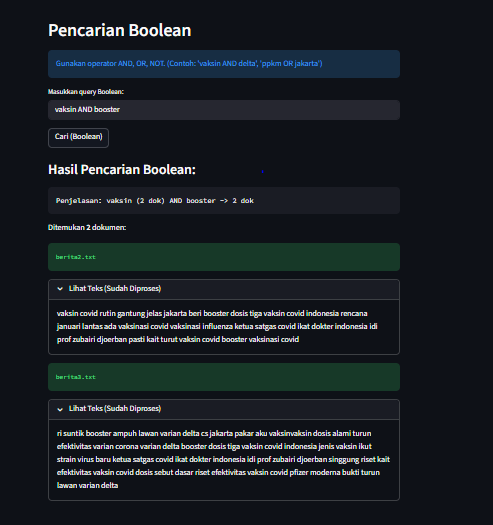 Pencarian Boolean
Gunakan operator AND, OR, NOT. (Contoh: 'vaksin AND delta', 'ppkm OR jakarta')
Masukkan query Boolean:
vaksin AND booster
Cari (Boolean)
Hasil Pencarian Boolean:
Penjelasan: vaksin (2 dok) AND booster -> 2 dok
Ditemukan 2 dokumen:
berita2.txt
Lihat Teks (Sudah Diproses)
vaksin covid rutin gantung jelas jakarta beri booster dosis tiga vaksin covid indonesia rencana
januari lantas ada vaksinasi covid vaksinasi influenza ketua satgas covid ikat dokter indonesia idi
prof zubairi djoerban pasti kait turut vaksin covid booster vaksinasi covid
berita3.txt
Lihat Teks (Sudah Diproses)
ri suntik booster ampuh lawan varian delta cs jakarta pakar aku vaksinvaksin dosis alami turun
efektivitas varian corona varian delta booster dosis tiga vaksin covid indonesia jenis vaksin ikut
strain virus baru ketua satgas covid ikat dokter indonesia idi prof zubairi djoerban singgung riset kait
efektivitas vaksin covid dosis sebut dasar riset efektivitas vaksin covid pfizer moderna bukti turun
lawan varian delta